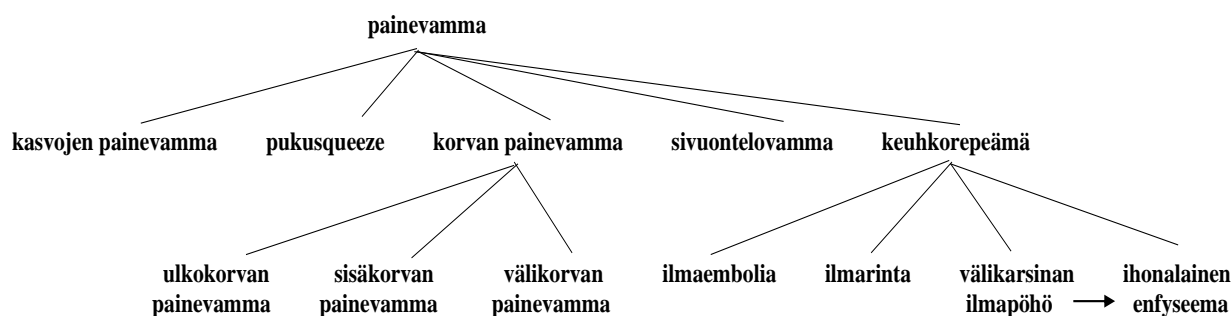 painevamma
kasvojen painevamma pukusqueeze korvan painevamma sivuontelovamma keuhkorepeämä
ulkokorvan sisäkorvan välikorvan ilmaembolia ilmarinta välikarsinan ihonalainen
painevamma painevamma painevamma ilmapöhö enfyseema